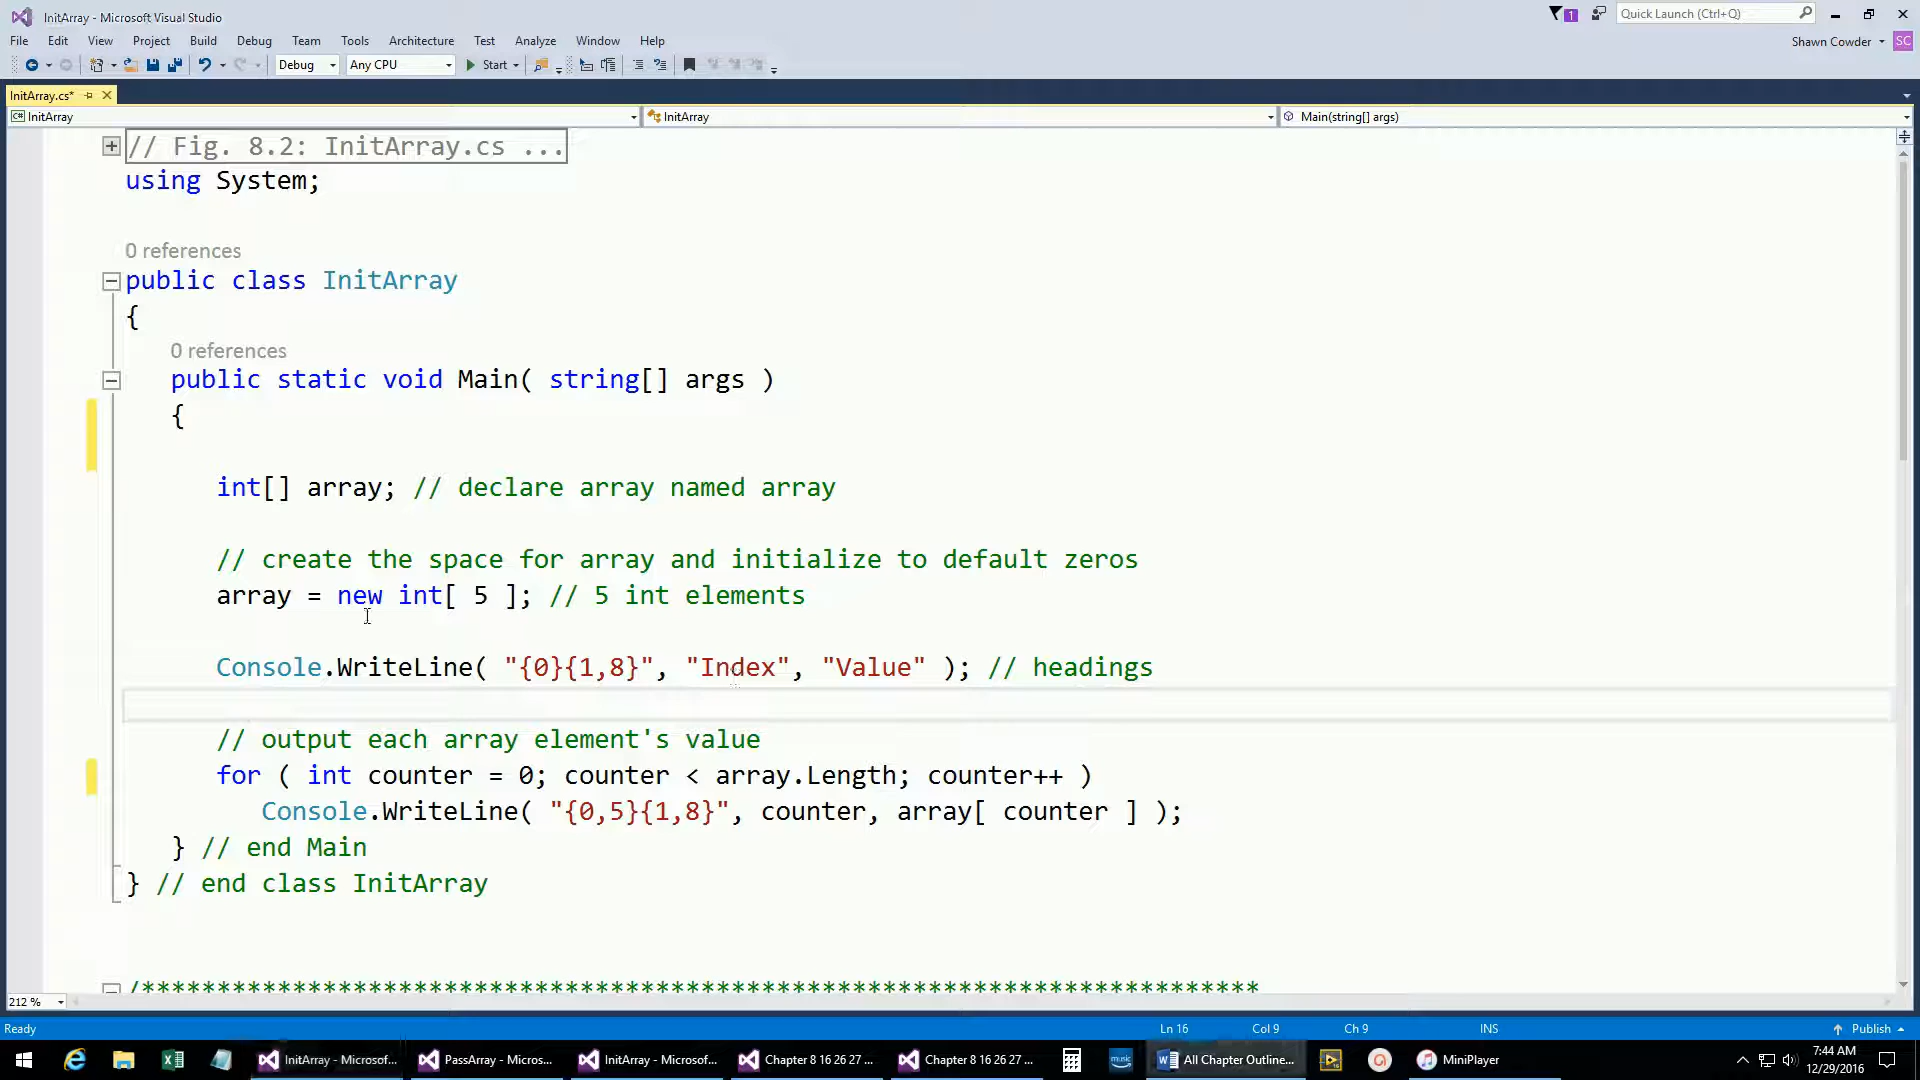 InitArray - Microsoft Visual Studio
1
Quick Launch (Ctrl+Q)
File Edit View Project Build Debug Team Tools Architecture Test Analyze Window Help
Shawn Cowder SC
Debug Any CPU Start
InitArray.cs*
C# InitArray InitArray Main(string[] args)
// Fig. 8.2: InitArray.cs ...
using System;
0 references
public class InitArray
{
0 references
public static void Main( string[] args )
{
int[] array; // declare array named array
// create the space for array and initialize to default zeros
array = new int[ 5 ]; // 5 int elements
Console.WriteLine( "{0}{1,8}", "Index", "Value" ); // headings
// output each array element's value
for ( int counter = 0; counter < array.Length; counter++ )
Console.WriteLine( "{0,5}{1,8}", counter, array[ counter ] );
} // end Main
} // end class InitArray
/**************************************************************************
212 %
Ready Ln 16 Col 9 Ch 9 INS Publish
InitArray - Microsof... PassArray - Micros... InitArray - Microsof... Chapter 8 16 26 27 ... Chapter 8 16 26 27 ... music All Chapter Outline... MiniPlayer
7:44 AM
12/29/2016